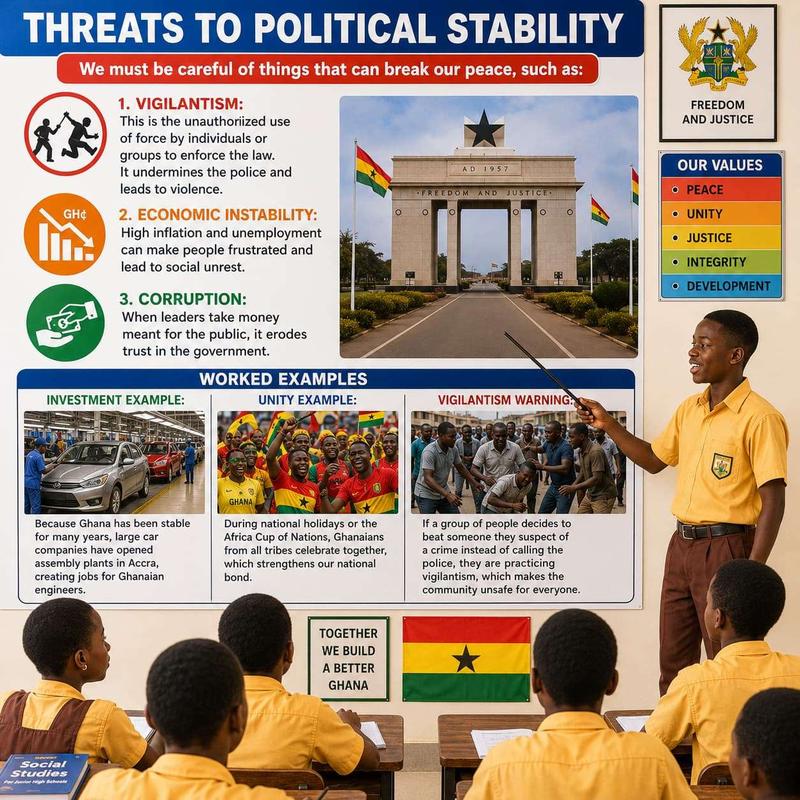 THREATS TO POLITICAL STABILITY
We must be careful of things that can break our peace, such as:
1. VIGILANTISM:
This is the unauthorized use
of force by individuals or
groups to enforce the law.
It undermines the police and
leads to violence.
GH¢
2. ECONOMIC INSTABILITY:
High inflation and unemployment
can make people frustrated and
lead to social unrest.
3. CORRUPTION:
When leaders take money
meant for the public, it erodes
trust in the government.
AD 1957
• FREEDOM AND JUSTICE •
FREEDOM
AND JUSTICE
OUR VALUES
• PEACE
• UNITY
• JUSTICE
• INTEGRITY
• DEVELOPMENT
WORKED EXAMPLES
INVESTMENT EXAMPLE:
Because Ghana has been stable
for many years, large car
companies have opened
assembly plants in Accra,
creating jobs for Ghanaian
engineers.
UNITY EXAMPLE:
GHANA
During national holidays or the
Africa Cup of Nations, Ghanaians
from all tribes celebrate together,
which strengthens our national
bond.
VIGILANTISM WARNING:
If a group of people decides to
beat someone they suspect of
a crime instead of calling the
police, they are practicing
vigilantism, which makes the
community unsafe for everyone.
TOGETHER
WE BUILD
A BETTER
GHANA
Social
Studies
For Junior High Schools